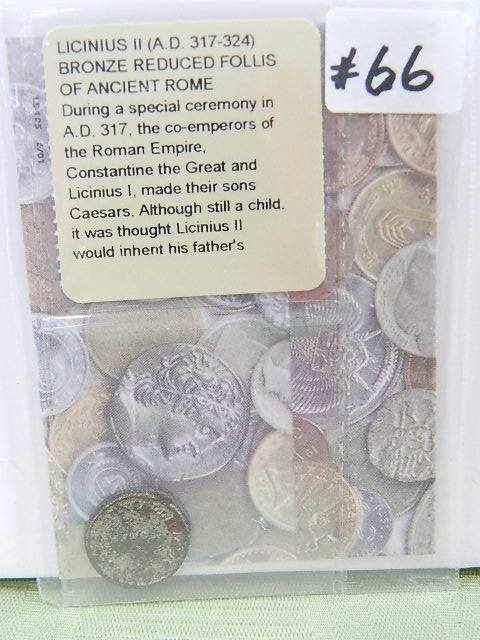 LICINIUS II (A.D. 317-324)
BRONZE REDUCED FOLLIS
OF ANCIENT ROME
During a special ceremony in
A.D. 317, the co-emperors of
the Roman Empire,
Constantine the Great and
Licinius I, made their sons
Caesars. Although still a child.
it was thought Licinius II
would inherit his father's
#66